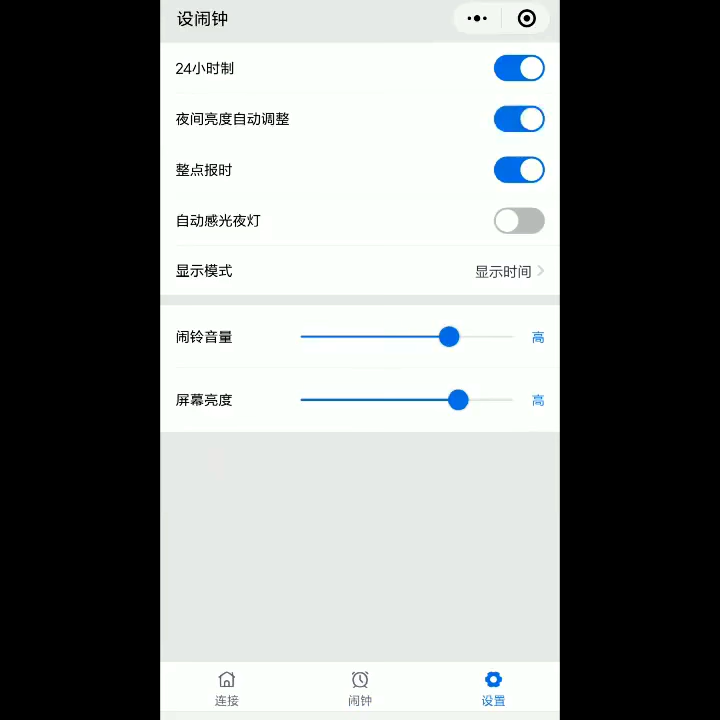 设闹钟
24小时制
夜间亮度自动调整
整点报时
自动感光夜灯
显示模式 显示时间
闹铃音量 高
屏幕亮度 高
连接 闹钟 设置